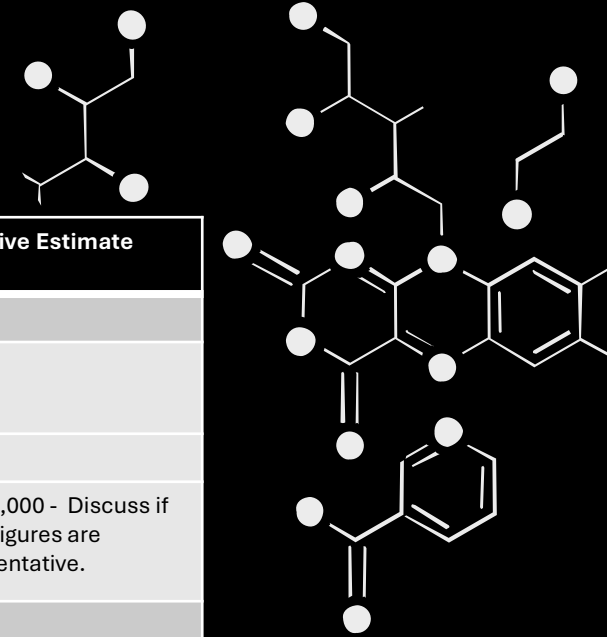 ive Estimate
,000 - Discuss if
igures are
entative.